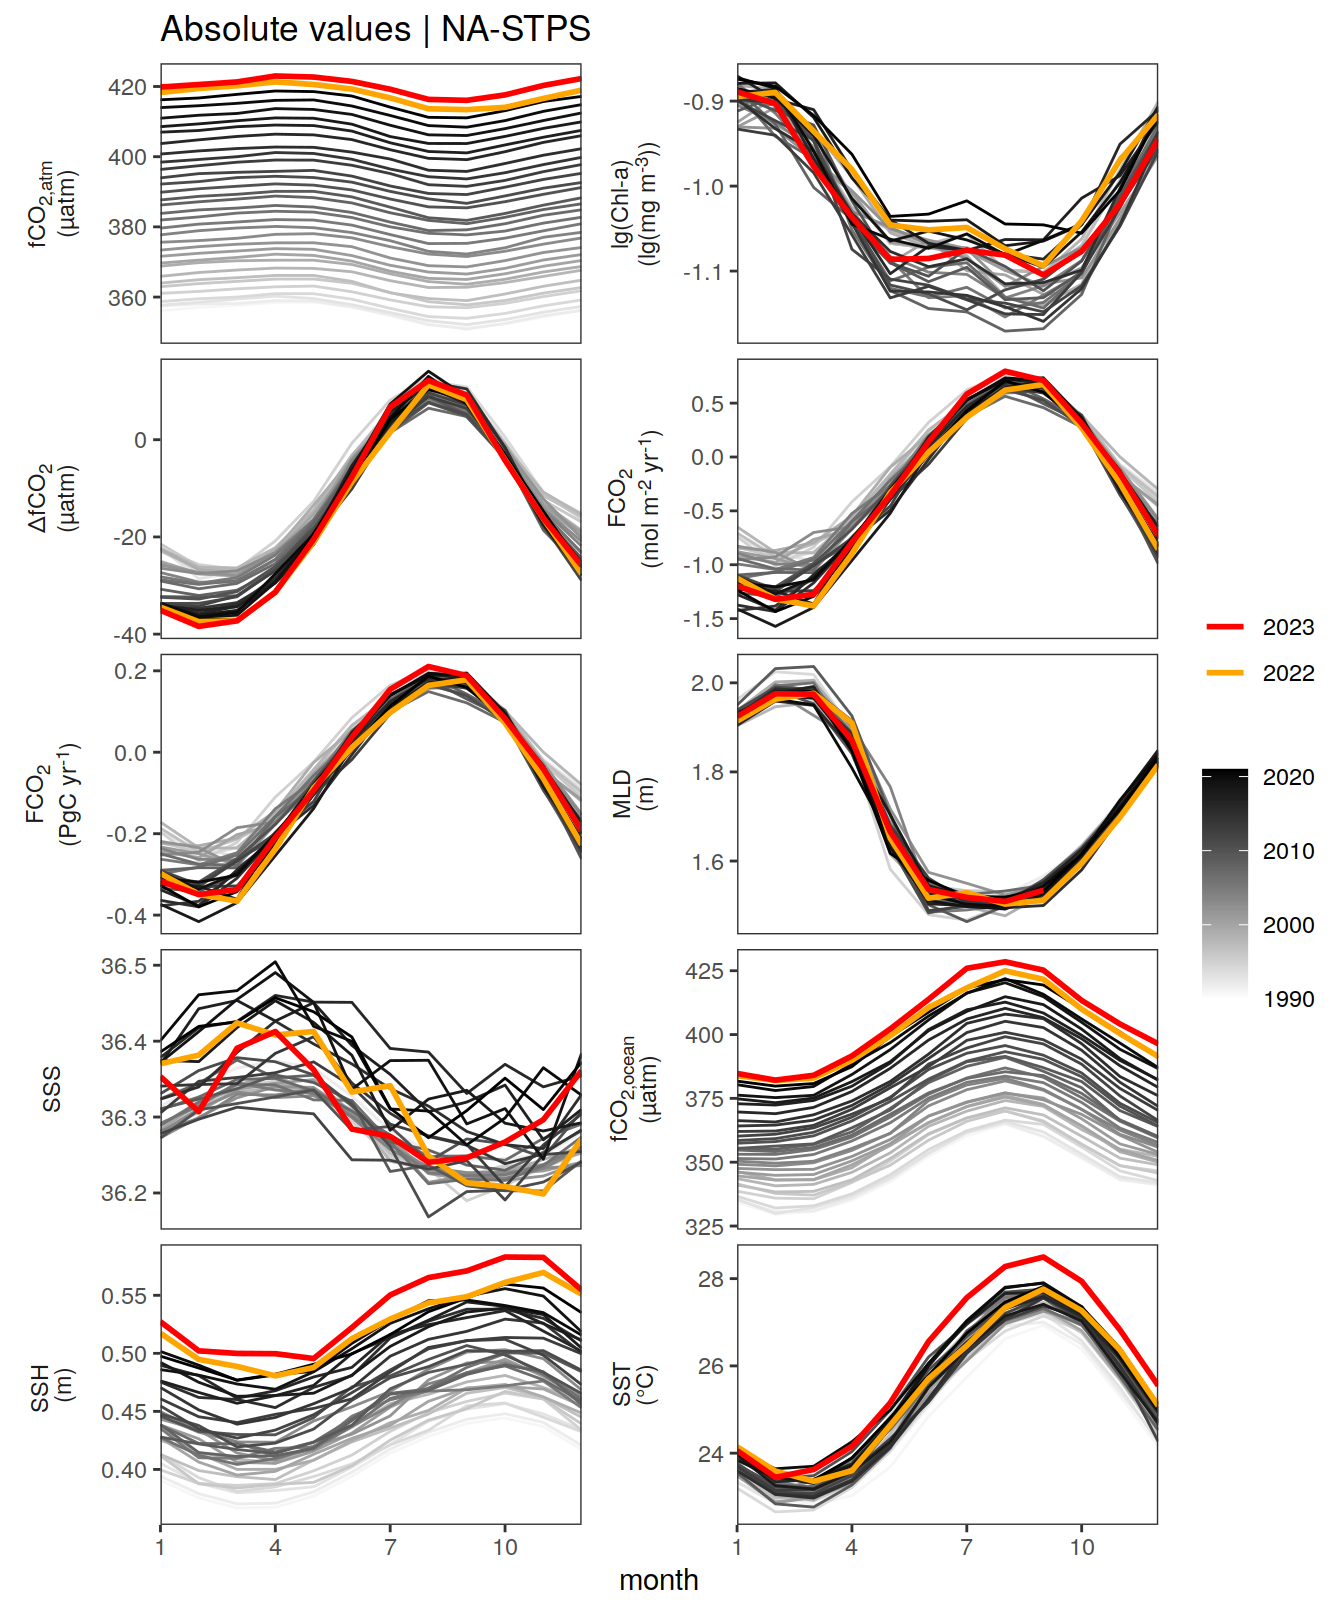 Absolute values | NA-STPS
fCO2,atm
(µatm)
420
400
380
360
lg(Chl-a)
(lg(mg m-3))
-0.9
-1.0
-1.1
ΔfCO2
(µatm)
0
-20
-40
FCO2
(mol m-2 yr-1)
0.5
0.0
-0.5
-1.0
-1.5
FCO2
(PgC yr-1)
0.2
0.0
-0.2
-0.4
MLD
(m)
2.0
1.8
1.6
SSS
36.5
36.4
36.3
36.2
fCO2,ocean
(µatm)
425
400
375
350
325
SSH
(m)
0.55
0.50
0.45
0.40
SST
(°C)
28
26
24
1 4 7 10
1 4 7 10
month
2023
2022
2020
2010
2000
1990